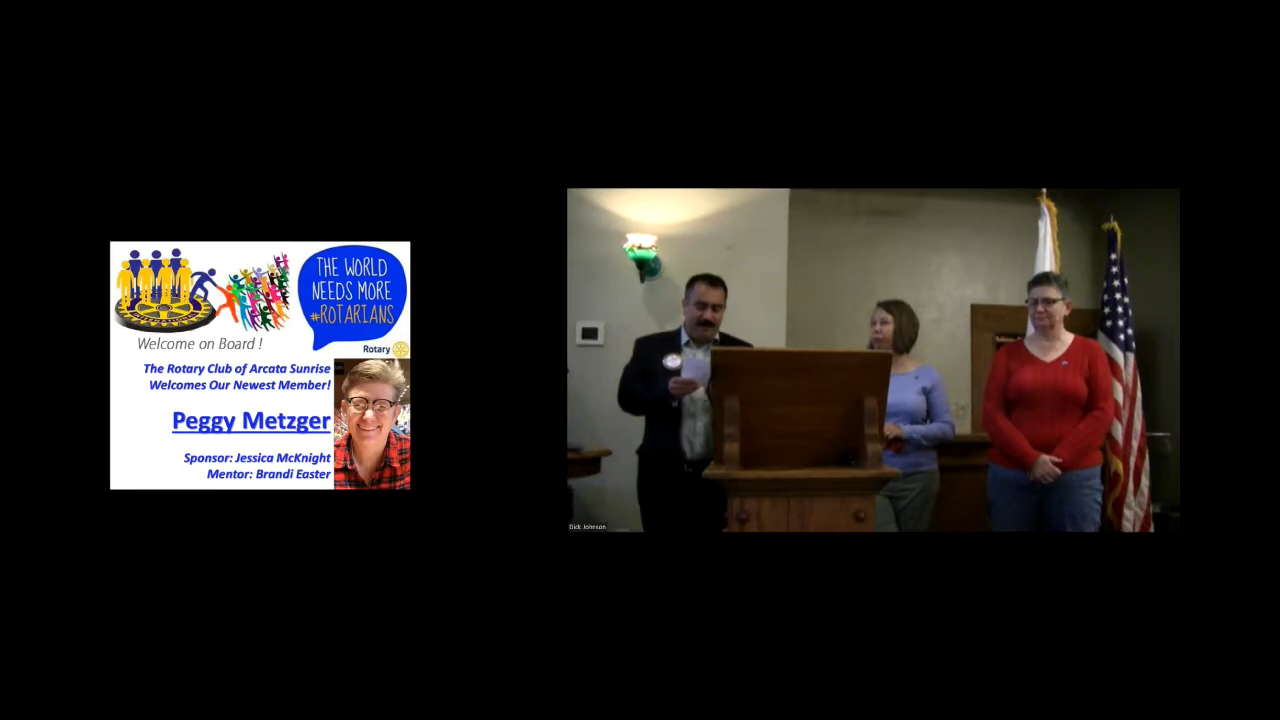 THE WORLD
NEEDS MORE
#ROTARIANS
Welcome on Board !
Rotary
The Rotary Club of Arcata Sunrise
Welcomes Our Newest Member!
Peggy Metzger
Sponsor: Jessica McKnight
Mentor: Brandi Easter
Dick Johnson